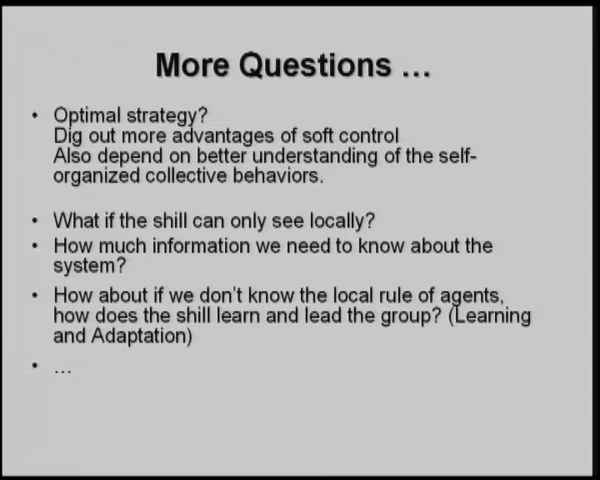 More Questions ...
• Optimal strategy?
Dig out more advantages of soft control
Also depend on better understanding of the self-
organized collective behaviors.
• What if the shill can only see locally?
• How much information we need to know about the
system?
• How about if we don't know the local rule of agents,
how does the shill learn and lead the group? (Learning
and Adaptation)
• ...